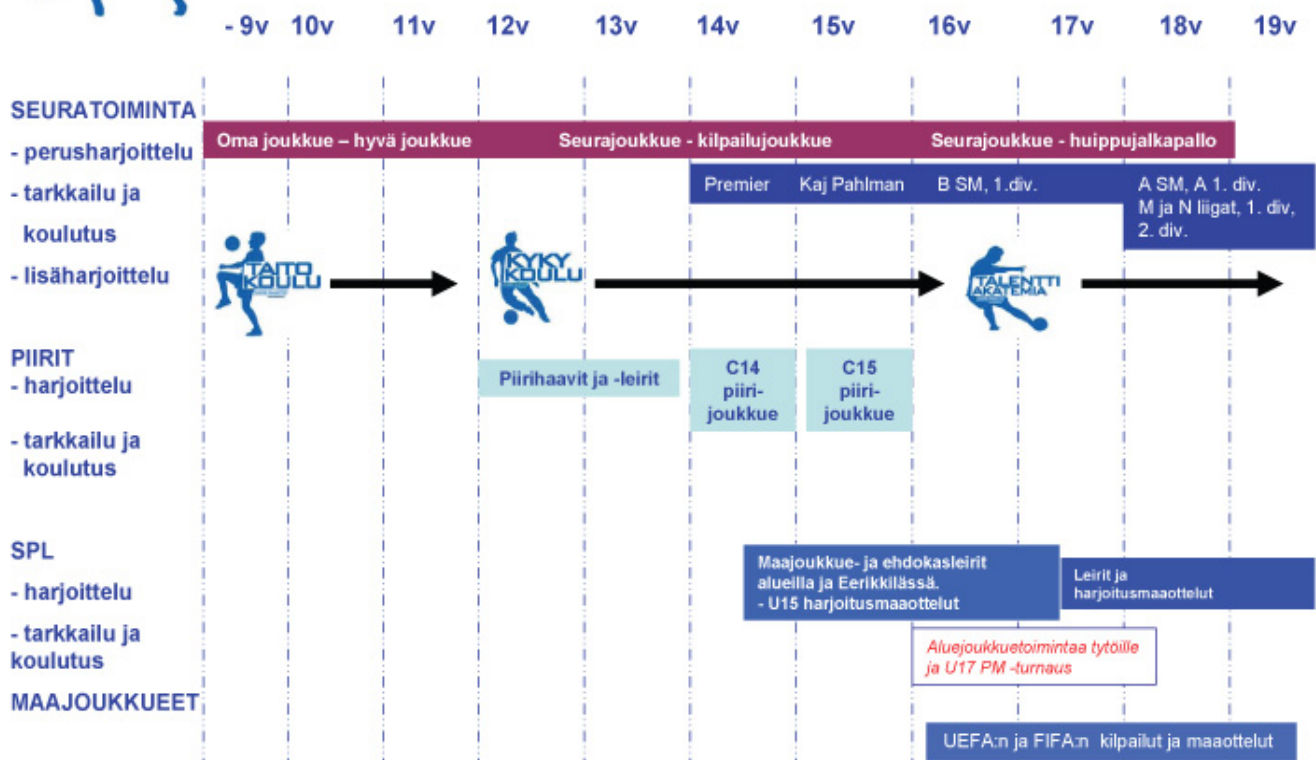 - 9v 10v 11v 12v 13v 14v 15v 16v 17v 18v 19v
SEURATOIMINTA
- perusharjoittelu
- tarkkailu ja
koulutus
- lisäharjoittelu
Oma joukkue – hyvä joukkue
Seurajoukkue - kilpailujoukkue
Seurajoukkue - huippujalkapallo
Premier
Kaj Pahlman
B SM, 1.div.
A SM, A 1. div.
M ja N liigat, 1. div,
2. div.
TAITO
KOULU
KYKY
KOULU
TALENTTI
AKATEMIA
PIIRIT
- harjoittelu
- tarkkailu ja
koulutus
Piirihaavit ja -leirit
C14
piiri-
joukkue
C15
piiri-
joukkue
SPL
- harjoittelu
- tarkkailu ja
koulutus
Maajoukkue- ja ehdokasleirit
alueilla ja Eerikkilässä.
- U15 harjoitusmaaottelut
Leirit ja
harjoitusmaaottelut
Aluejoukkuetoimintaa tytöille
ja U17 PM -turnaus
MAAJOUKKUEET
UEFA:n ja FIFA:n kilpailut ja maaottelut